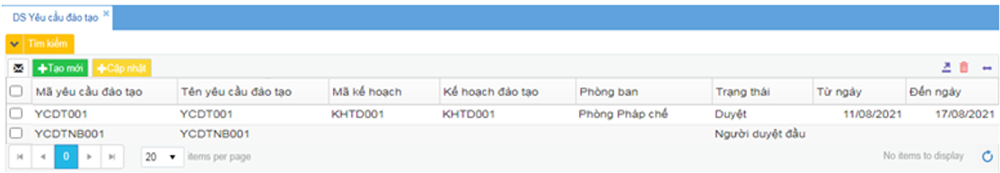 DS Yêu cầu đào tạo ×
Tìm kiếm
Tạo mới Cập nhật
Mã yêu cầu đào tạo Tên yêu cầu đào tạo Mã kế hoạch Kế hoạch đào tạo Phòng ban Trạng thái Từ ngày Đến ngày
YCDT001 YCDT001 KHTD001 KHTD001 Phòng Pháp chế Duyệt 11/08/2021 17/08/2021
YCDTNB001 YCDTNB001 Người duyệt đầu
0 20 items per page No items to display